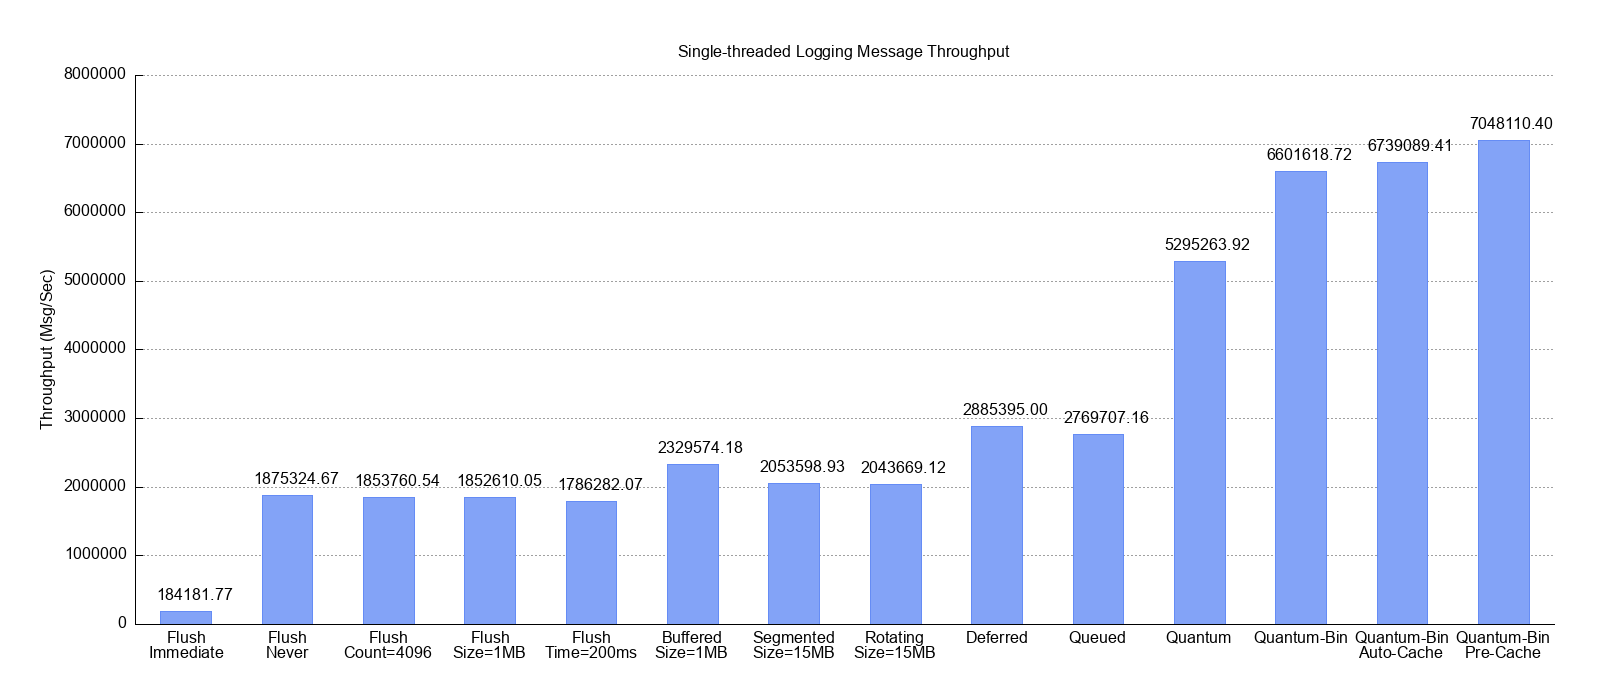 Single-threaded Logging Message Throughput
Throughput (Msg/Sec)
8000000
7000000
6000000
5000000
4000000
3000000
2000000
1000000
0
184181.77
1875324.67
1853760.54
1852610.05
1786282.07
2329574.18
2053598.93
2043669.12
2885395.00
2769707.16
5295263.92
6601618.72
6739089.41
7048110.40
Flush
Immediate
Flush
Never
Flush
Count=4096
Flush
Size=1MB
Flush
Time=200ms
Buffered
Size=1MB
Segmented
Size=15MB
Rotating
Size=15MB
Deferred
Queued
Quantum
Quantum-Bin
Quantum-Bin
Auto-Cache
Quantum-Bin
Pre-Cache